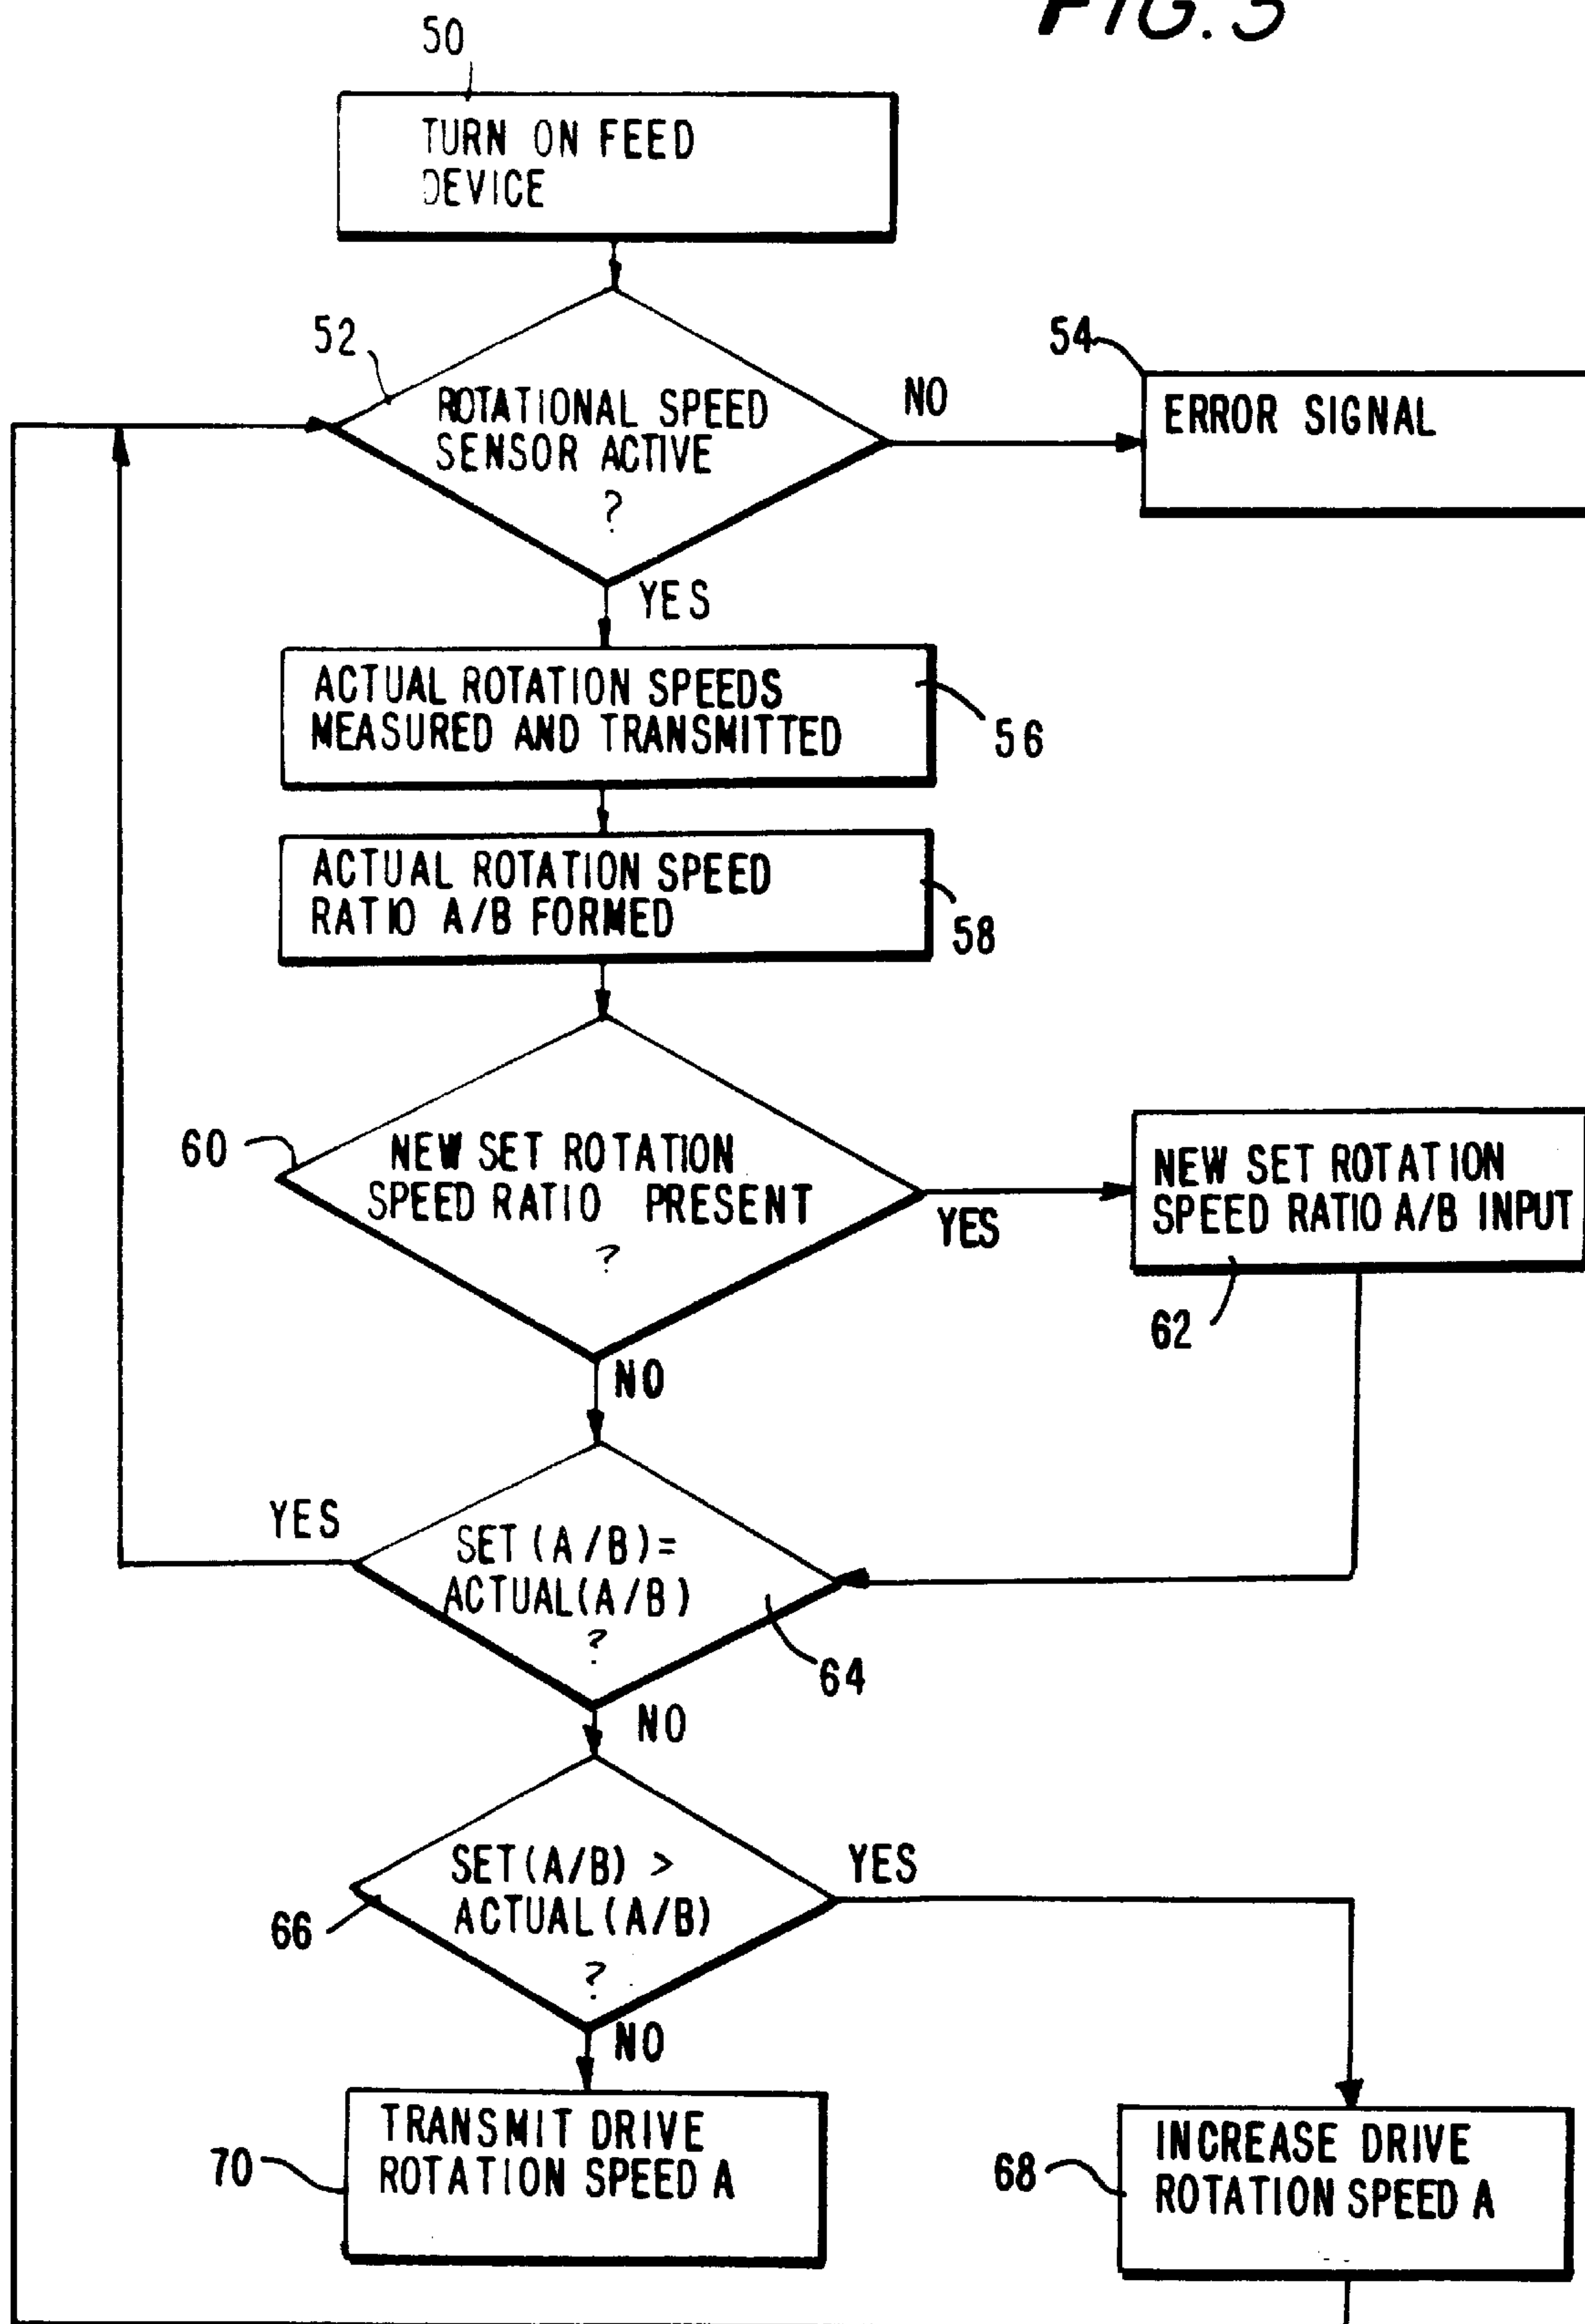 FIG. 3
50
TURN ON FEED
DEVICE
52
ROTATIONAL SPEED
SENSOR ACTIVE
?
NO
54
ERROR SIGNAL
YES
ACTUAL ROTATION SPEEDS
MEASURED AND TRANSMITTED
56
ACTUAL ROTATION SPEED
RATIO A/B FORMED
58
60
NEW SET ROTATION
SPEED RATIO PRESENT
?
YES
NEW SET ROTATION
SPEED RATIO A/B INPUT
62
NO
YES
SET (A/B)=
ACTUAL(A/B)
?
64
NO
SET(A/B) >
ACTUAL(A/B)
?
YES
66
NO
70
TRANSMIT DRIVE
ROTATION SPEED A
68
INCREASE DRIVE
ROTATION SPEED A